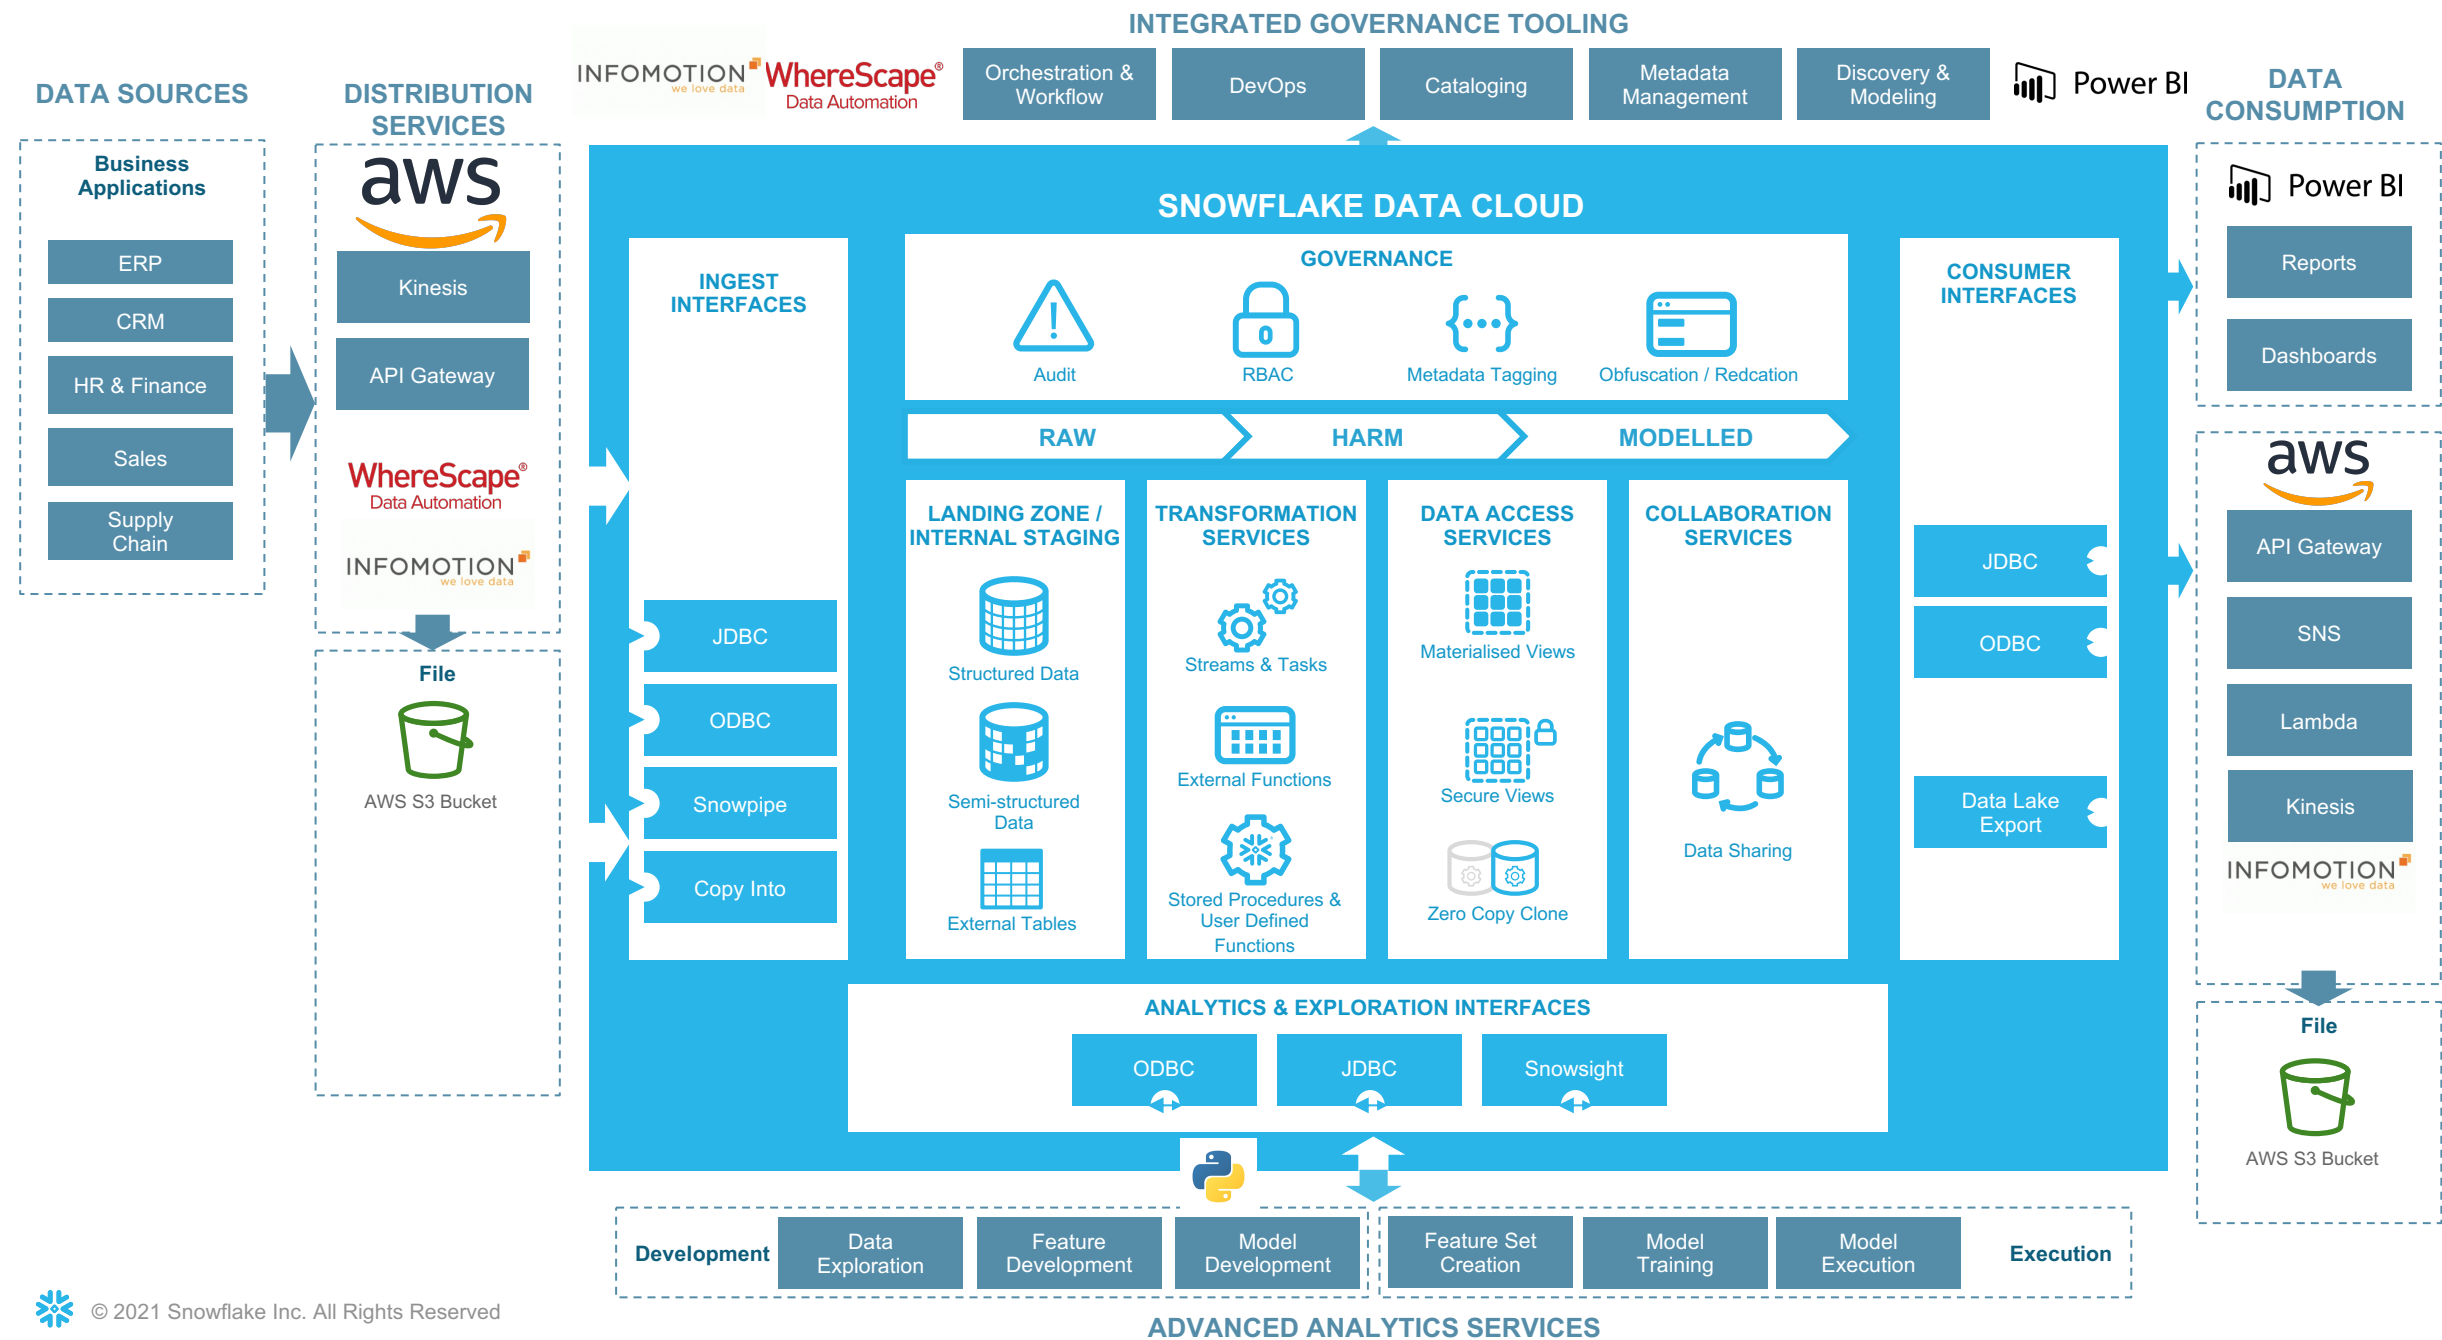 INTEGRATED GOVERNANCE TOOLING
INFOMOTION
we love data
WhereScape®
Data Automation
Orchestration &
Workflow
DevOps
Cataloging
Metadata
Management
Discovery &
Modeling
Power BI
DATA SOURCES
Business
Applications
ERP
CRM
HR & Finance
Sales
Supply
Chain
DISTRIBUTION
SERVICES
aws
Kinesis
API Gateway
WhereScape®
Data Automation
INFOMOTION
we love data
File
AWS S3 Bucket
SNOWFLAKE DATA CLOUD
INGEST
INTERFACES
JDBC
ODBC
Snowpipe
Copy Into
GOVERNANCE
Audit
RBAC
Metadata Tagging
Obfuscation / Redcation
RAW
HARM
MODELLED
LANDING ZONE /
INTERNAL STAGING
Structured Data
Semi-structured
Data
External Tables
TRANSFORMATION
SERVICES
Streams & Tasks
External Functions
Stored Procedures &
User Defined
Functions
DATA ACCESS
SERVICES
Materialised Views
Secure Views
Zero Copy Clone
COLLABORATION
SERVICES
Data Sharing
CONSUMER
INTERFACES
JDBC
ODBC
Data Lake
Export
ANALYTICS & EXPLORATION INTERFACES
ODBC
JDBC
Snowsight
DATA
CONSUMPTION
Power BI
Reports
Dashboards
aws
API Gateway
SNS
Lambda
Kinesis
INFOMOTION
we love data
File
AWS S3 Bucket
Development
Data
Exploration
Feature
Development
Model
Development
Feature Set
Creation
Model
Training
Model
Execution
Execution
ADVANCED ANALYTICS SERVICES
© 2021 Snowflake Inc. All Rights Reserved